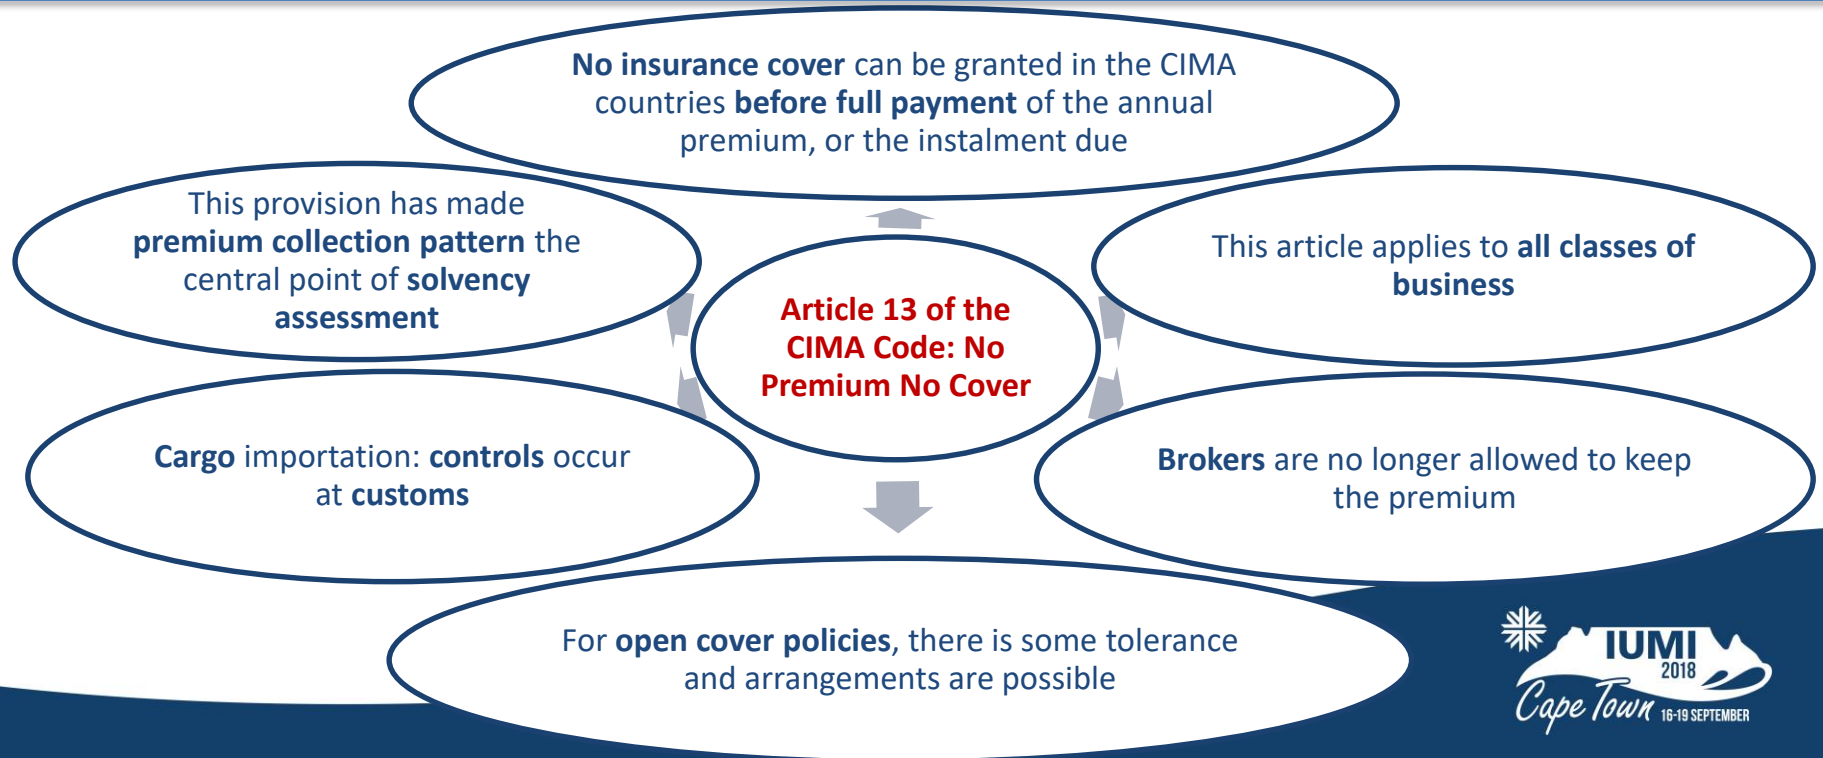 No insurance cover can be granted in the CIMA
countries before full payment of the annual
premium, or the instalment due
This provision has made
premium collection pattern the
central point of solvency
assessment
This article applies to all classes of
business
Article 13 of the
CIMA Code: No
Premium No Cover
Cargo importation: controls occur
at customs
Brokers are no longer allowed to keep
the premium
For open cover policies, there is some tolerance
and arrangements are possible
IUMI
2018
Cape Town 16-19 SEPTEMBER